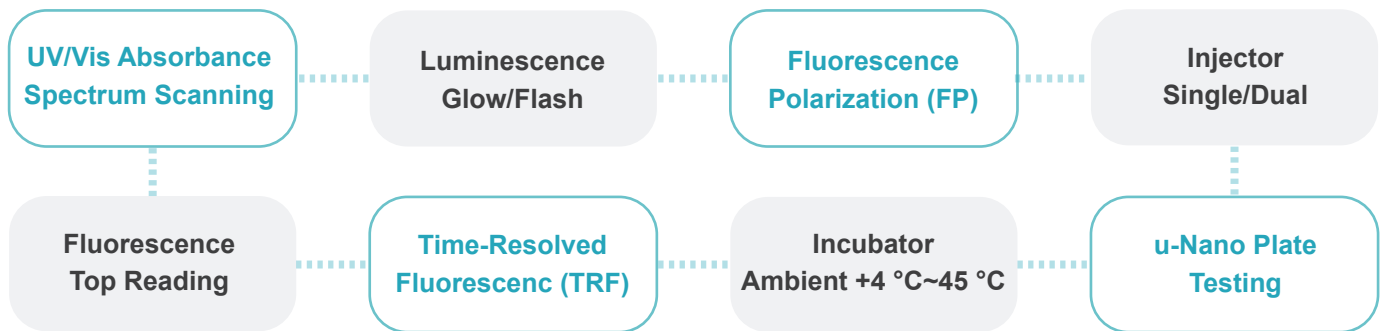 UV/Vis Absorbance
Spectrum Scanning
Luminescence
Glow/Flash
Fluorescence
Polarization (FP)
Injector
Single/Dual
Fluorescence
Top Reading
Time-Resolved
Fluorescenc (TRF)
Incubator
Ambient +4 °C~45 °C
u-Nano Plate
Testing